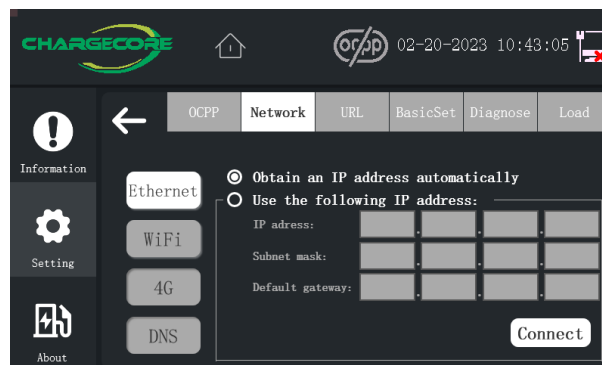 CHARGECORE ocpp 02-20-2023 10:43:05
OCPP Network URL BasicSet Diagnose Load
Information
Setting
About
Ethernet
WiFi
4G
DNS
Obtain an IP address automatically
Use the following IP address:
IP adress:
Subnet mask:
Default gateway:
Connect